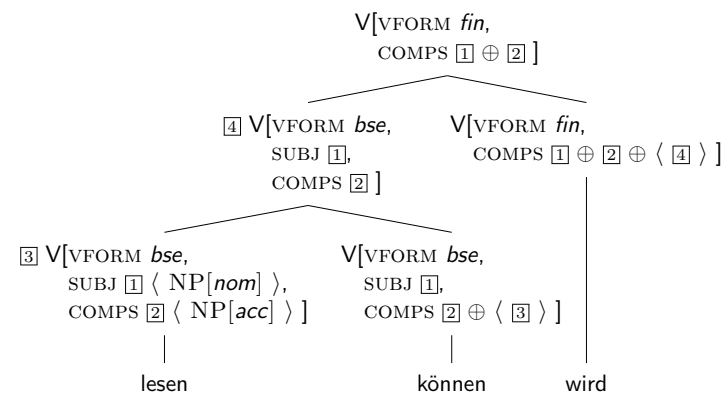 V[VFORM fin,
COMPS 1 ⊕ 2 ]
4 V[VFORM bse,
SUBJ 1,
COMPS 2 ]
V[VFORM fin,
COMPS 1 ⊕ 2 ⊕ ⟨ 4 ⟩ ]
3 V[VFORM bse,
SUBJ 1 ⟨ NP[nom] ⟩,
COMPS 2 ⟨ NP[acc] ⟩ ]
V[VFORM bse,
SUBJ 1,
COMPS 2 ⊕ ⟨ 3 ⟩ ]
lesen können wird